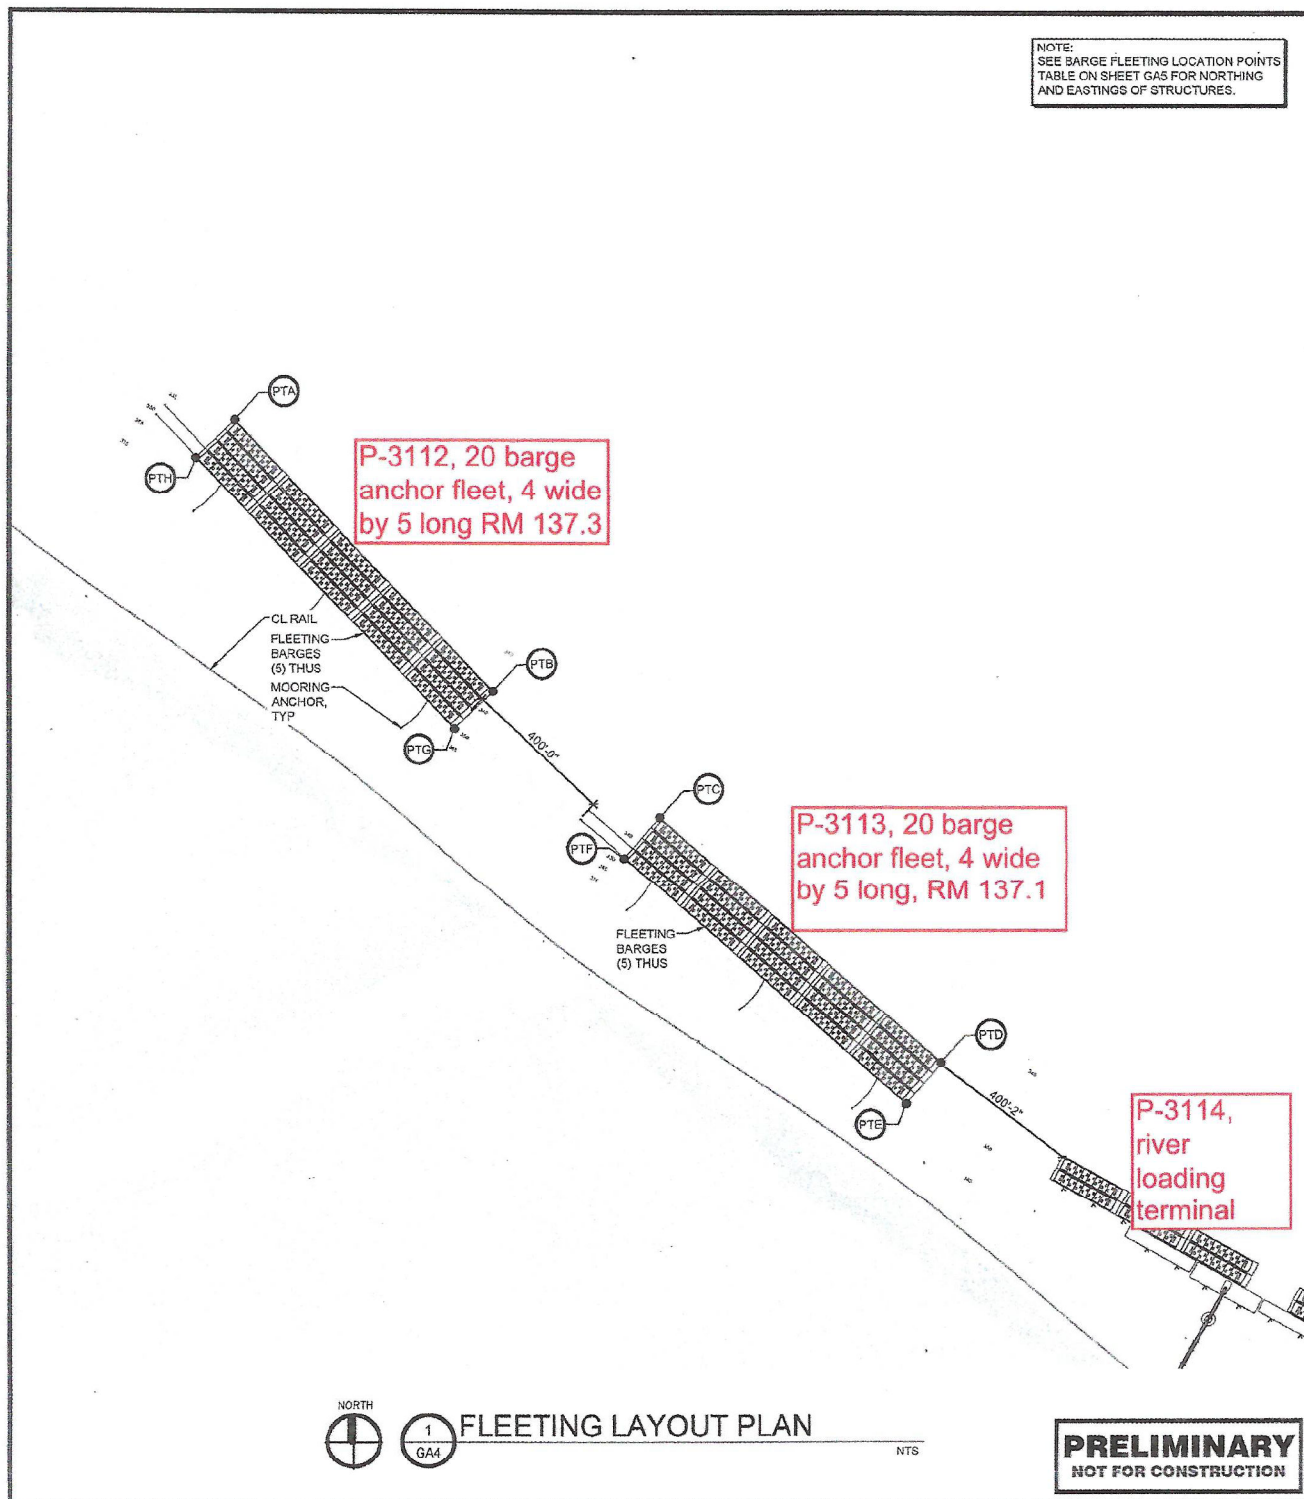 NOTE:
SEE BARGE FLEETING LOCATION POINTS
TABLE ON SHEET GA5 FOR NORTHING
AND EASTINGS OF STRUCTURES.
PTA
PTH
P-3112, 20 barge
anchor fleet, 4 wide
by 5 long RM 137.3
CL RAIL
FLEETING
BARGES
(5) THUS
MOORING
ANCHOR,
TYP
PTB
PTG
400'-0"
PTC
PTF
P-3113, 20 barge
anchor fleet, 4 wide
by 5 long, RM 137.1
FLEETING
BARGES
(5) THUS
PTD
PTE
400'-2"
P-3114,
river
loading
terminal
NORTH
1
GA4
FLEETING LAYOUT PLAN
NTS
PRELIMINARY
NOT FOR CONSTRUCTION